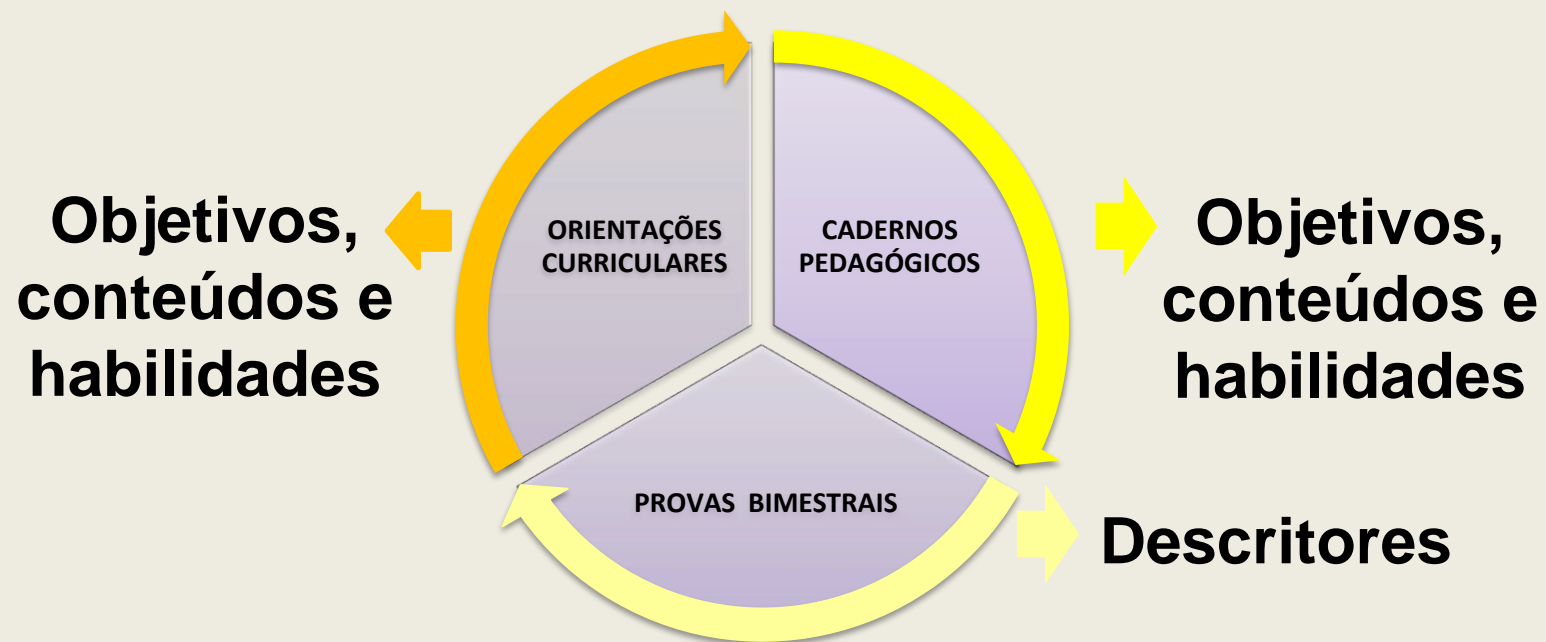 Objetivos,
conteúdos e
habilidades
ORIENTAÇÕES
CURRICULARES
CADERNOS
PEDAGÓGICOS
Objetivos,
conteúdos e
habilidades
PROVAS BIMESTRAIS
Descritores